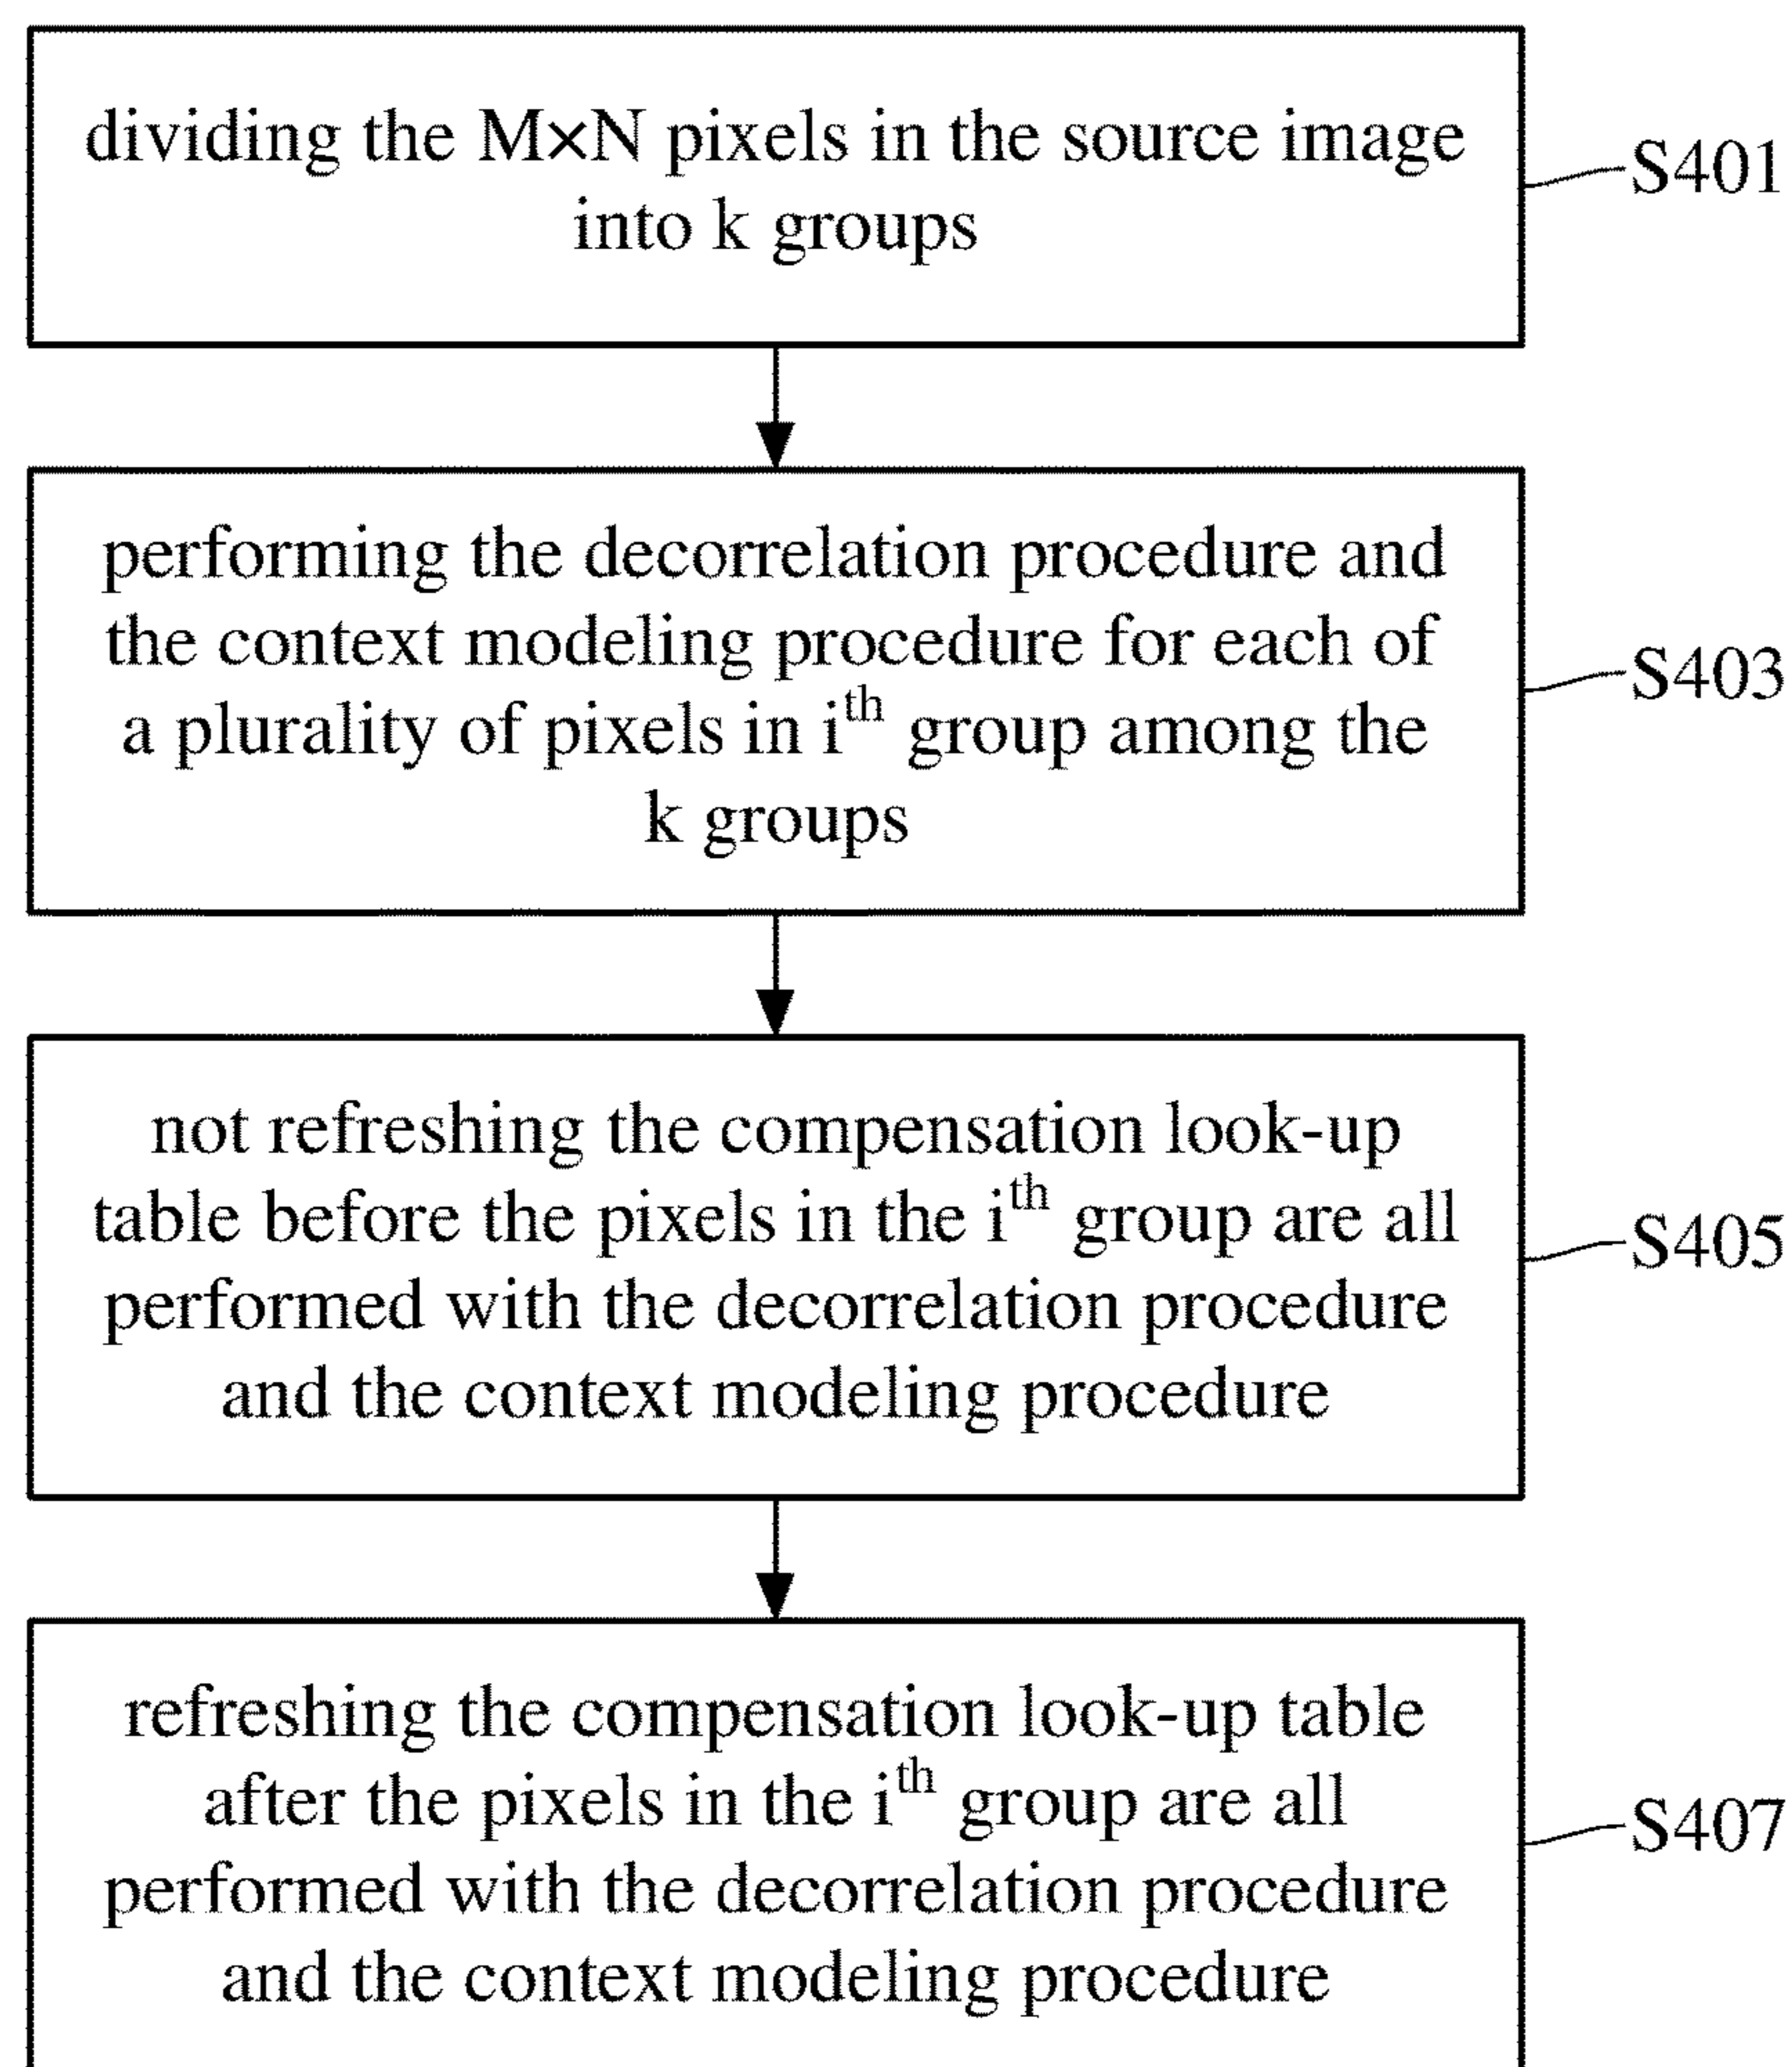 dividing the M×N pixels in the source image
into k groups
S401
performing the decorrelation procedure and
the context modeling procedure for each of
a plurality of pixels in ith group among the
k groups
S403
not refreshing the compensation look-up
table before the pixels in the ith group are all
performed with the decorrelation procedure
and the context modeling procedure
S405
refreshing the compensation look-up table
after the pixels in the ith group are all
performed with the decorrelation procedure
and the context modeling procedure
S407